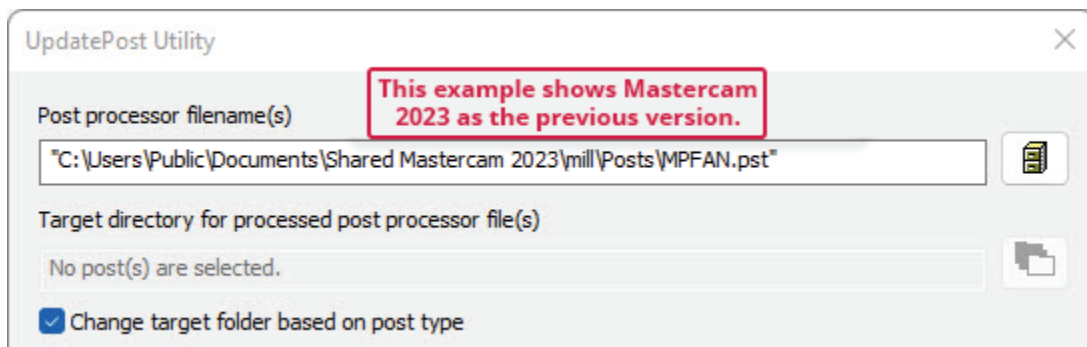 UpdatePost Utility
This example shows Mastercam
2023 as the previous version.
Post processor filename(s)
"C:\Users\Public\Documents\Shared Mastercam 2023\mill\Posts\MPFAN.pst"
Target directory for processed post processor file(s)
No post(s) are selected.
Change target folder based on post type